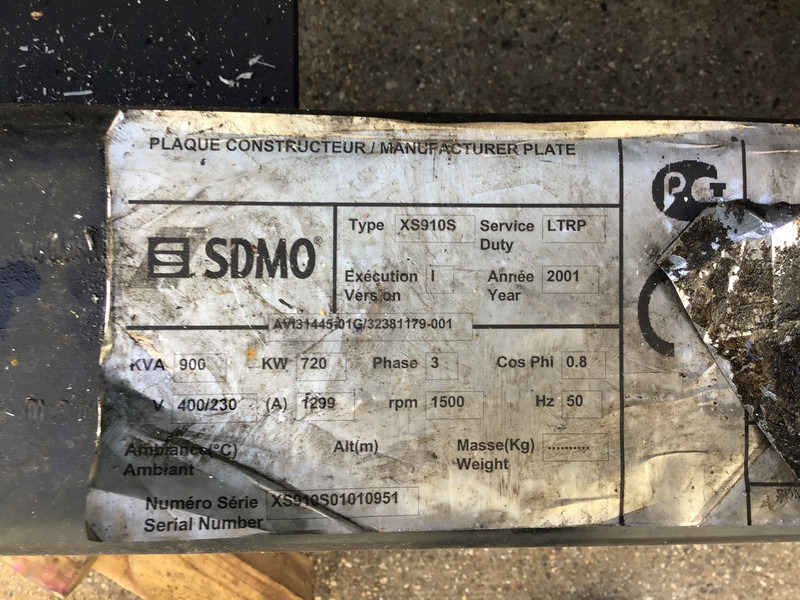 PLAQUE CONSTRUCTEUR / MANUFACTURER PLATE
SDMO®
Type XS910S Service LTRP
Duty
Exécution I Année 2001
Version Year
AVI31445-01G/32381179-001
KVA 900 KW 720 Phase 3 Cos Phi 0.8
V 400/230 (A) 1299 rpm 1500 Hz 50
Ambiance(°C) Alt(m) Masse(Kg) ..........
Ambiant Weight
Numéro Série XS910S01010951
Serial Number